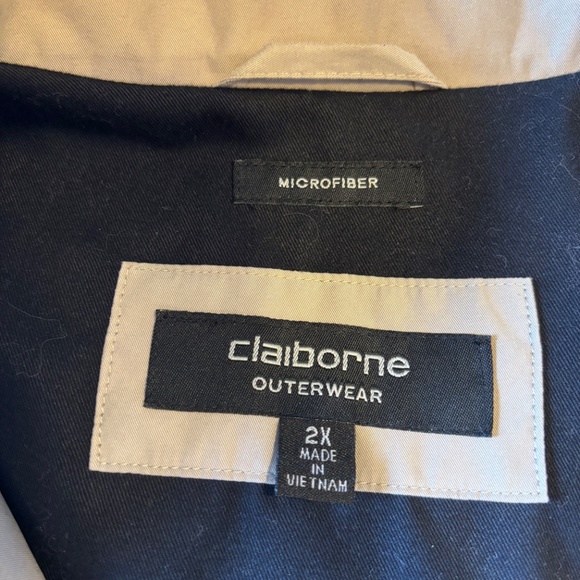 MICROFIBER
claiborne
OUTERWEAR
2X
MADE
IN
VIETNAM